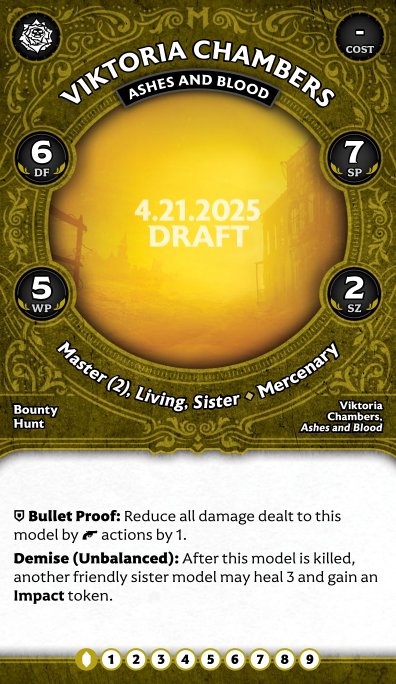 -
COST
VIKTORIA CHAMBERS
ASHES AND BLOOD
6
DF
7
SP
4.21.2025
DRAFT
5
WP
2
SZ
Master (2), Living, Sister ⬥ Mercenary
Bounty
Hunt
Viktoria
Chambers,
Ashes and Blood
Bullet Proof: Reduce all damage dealt to this
model by actions by 1.
Demise (Unbalanced): After this model is killed,
another friendly sister model may heal 3 and gain an
Impact token.
1 2 3 4 5 6 7 8 9